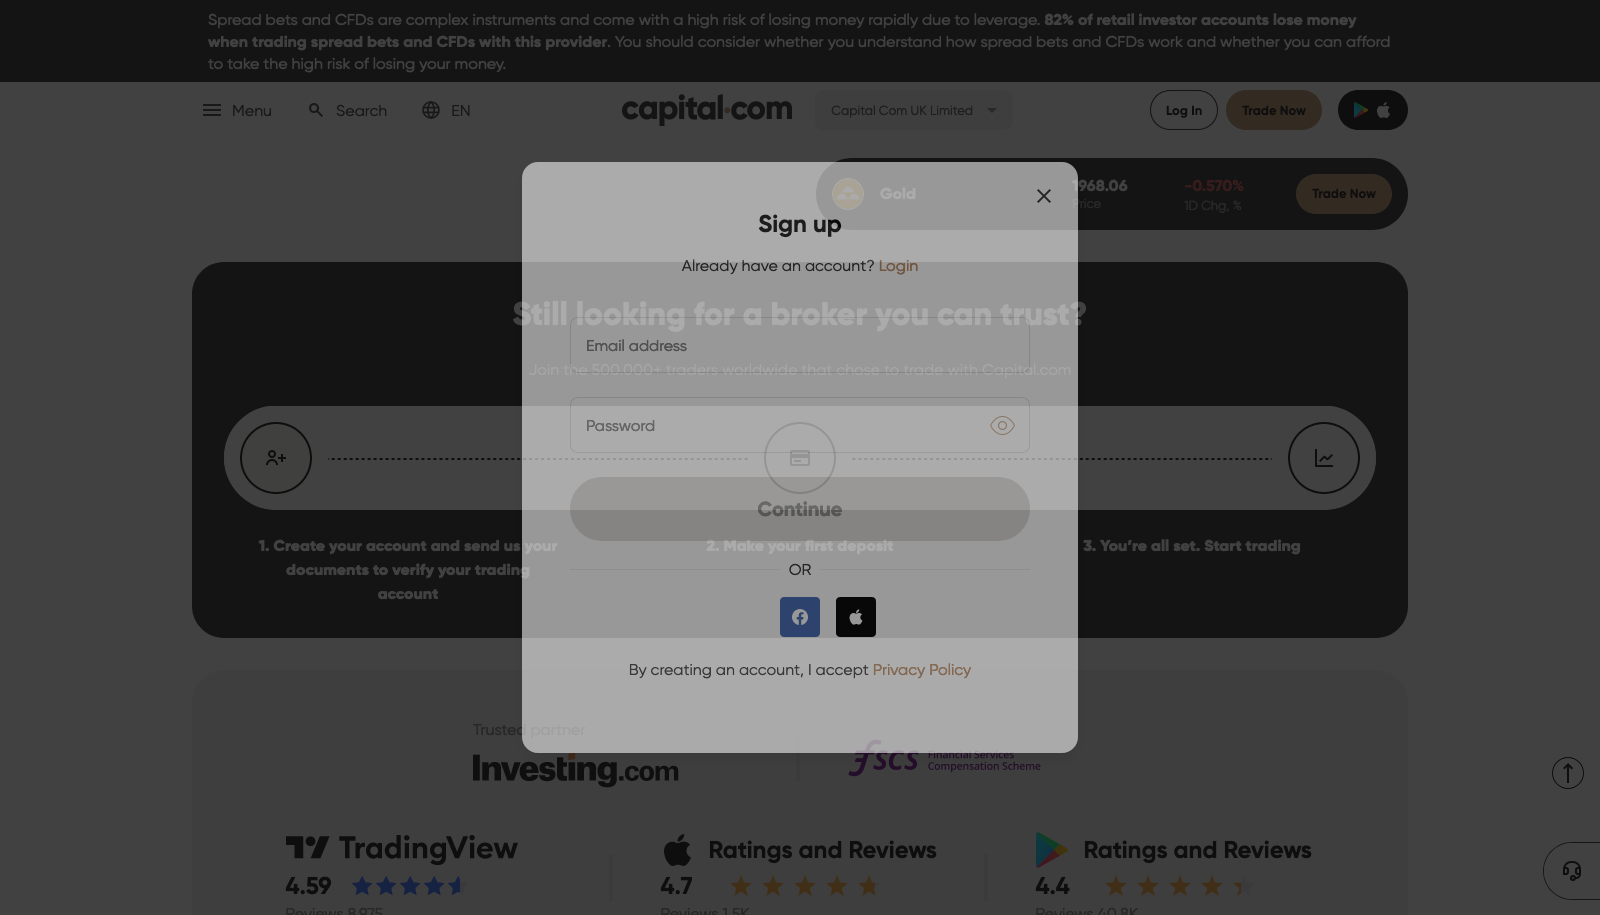 Spread bets and CFDs are complex instruments and come with a high risk of losing money rapidly due to leverage. 82% of retail investor accounts lose money
when trading spread bets and CFDs with this provider. You should consider whether you understand how spread bets and CFDs work and whether you can afford
to take the high risk of losing your money.
Menu
Search
EN
capital.com
Capital Com UK Limited
Log In
Trade Now
Gold
1968.06
Price
-0.570%
1D Chg, %
Trade Now
Sign up
Already have an account? Login
Still looking for a broker you can trust?
Email address
Join the 500.000+ traders worldwide that chose to trade with Capital.com
Password
Continue
1. Create your account and send us your
documents to verify your trading
account
2. Make your first deposit
3. You’re all set. Start trading
OR
By creating an account, I accept Privacy Policy
Trusted partner
Investing.com
fscs
Financial Services
Compensation Scheme
TradingView
4.59
Reviews 8,975
Ratings and Reviews
4.7
Reviews 1.5K
Ratings and Reviews
4.4
Reviews 40.8K